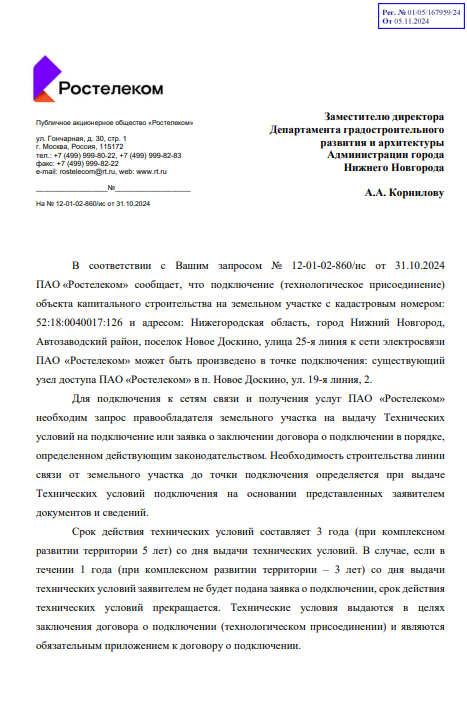 Рег. № 01/05/167959/24
От 05.11.2024
Ростелеком
Публичное акционерное общество «Ростелеком»
ул. Гончарная, д. 30, стр. 1
г. Москва, Россия, 115172
тел.: +7 (499) 999-80-22, +7 (499) 999-82-83
факс: +7 (499) 999-82-22
e-mail: rostelecom@rt.ru, web: www.rt.ru
____________________№____________________
На № 12-01-02-860/ис от 31.10.2024
Заместителю директора
Департамента градостроительного
развития и архитектуры
Администрации города
Нижнего Новгорода
А.А. Корнилову
В соответствии с Вашим запросом № 12-01-02-860/ис от 31.10.2024
ПАО «Ростелеком» сообщает, что подключение (технологическое присоединение)
объекта капитального строительства на земельном участке с кадастровым номером:
52:18:0040017:126 и адресом: Нижегородская область, город Нижний Новгород,
Автозаводский район, поселок Новое Доскино, улица 25-я линия к сети электросвязи
ПАО «Ростелеком» может быть произведено в точке подключения: существующий
узел доступа ПАО «Ростелеком» в п. Новое Доскино, ул. 19-я линия, 2.
Для подключения к сетям связи и получения услуг ПАО «Ростелеком»
необходим запрос правообладателя земельного участка на выдачу Технических
условий на подключение или заявка о заключении договора о подключении в порядке,
определенном действующим законодательством. Необходимость строительства линии
связи от земельного участка до точки подключения определяется при выдаче
Технических условий подключения на основании представленных заявителем
документов и сведений.
Срок действия технических условий составляет 3 года (при комплексном
развитии территории 5 лет) со дня выдачи технических условий. В случае, если в
течении 1 года (при комплексном развитии территории – 3 лет) со дня выдачи
технических условий заявителем не будет подана заявка о подключении, срок действия
технических условий прекращается. Технические условия выдаются в целях
заключения договора о подключении (технологическом присоединении) и являются
обязательным приложением к договору о подключении.